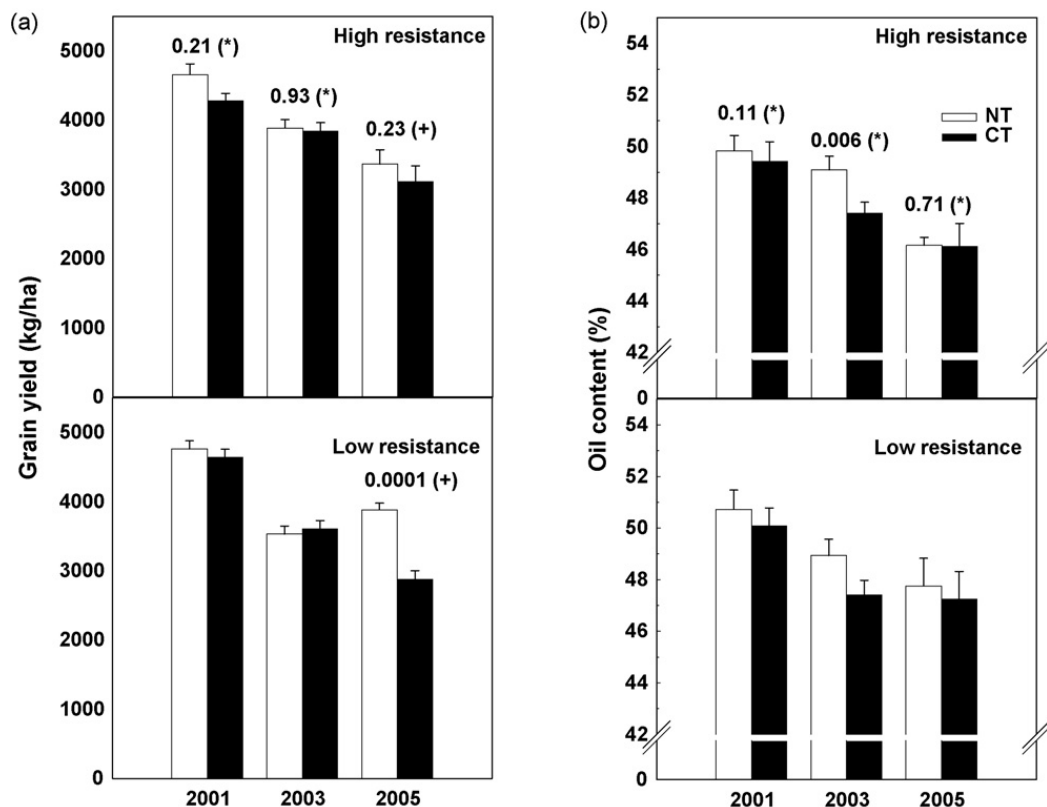 (a)
Grain yield (kg/ha)
High resistance
5000
4000
3000
2000
1000
0
0.21 (*)
0.93 (*)
0.23 (+)
Low resistance
5000
4000
3000
2000
1000
0
0.0001 (+)
2001 2003 2005
(b)
Oil content (%)
High resistance
54
52
50
48
46
44
42
0
NT
CT
0.11 (*)
0.006 (*)
0.71 (*)
Low resistance
54
52
50
48
46
44
42
0
2001 2003 2005